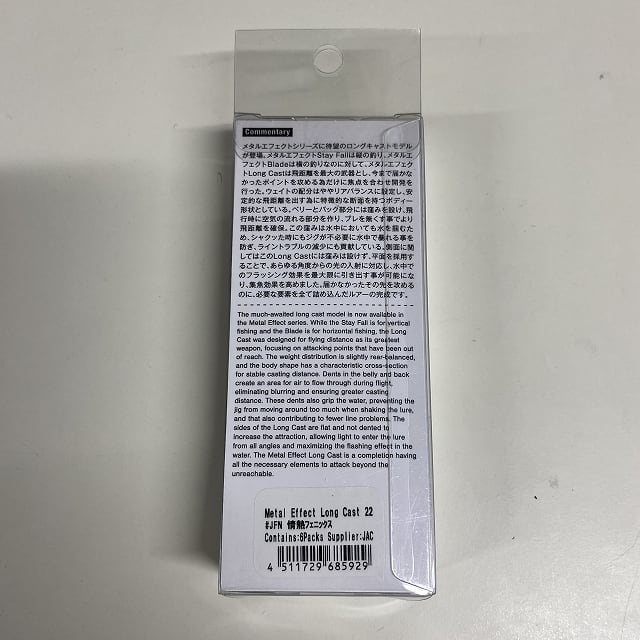 Commentary
メタルエフェクトシリーズに待望のロングキャストモデル
が登場。メタルエフェクトStay Fallは縦の釣り、メタルエ
フェクトBladeは横の釣りなのに対して、メタルエフェク
トLong Castは飛距離を最大の武器とし、今まで届かな
かったポイントを攻める為だけに焦点を合わせ開発を
行った。ウェイトの配分はややリアバランスに設定し、安
定的な飛距離を出す為に特徴的な断面を持つボディー
形状としている。ベリーとバッグ部分には窪みを設け、飛
行時に空気の流れる部分を作り、ブレを無くす事でより
飛距離を確保。この窪みは水中においても水を掴むた
め、シャクッた時にもジグが不必要に水中で暴れる事を
防ぎ、ライントラブルの減少にも貢献している。側面に関
してはこのLong Castには窪みは設けず、平面を採用す
ることで、あらゆる角度からの光の入射に対応し、水中で
のフラッシング効果を最大限に引き出す事が可能にな
り、集魚効果を高めました。届かなかったその先を攻める
のに、必要な要素を全て詰め込んだルアーの完成です。
The much-awaited long cast model is now available in
the Metal Effect series. While the Stay Fall is for vertical
fishing and the Blade is for horizontal fishing, the Long
Cast was designed for flying distance as its greatest
weapon, focusing on attacking points that have been out
of reach. The weight distribution is slightly rear-balanced,
and the body shape has a characteristic cross-section
for stable casting distance. Dents in the belly and back
create an area for air to flow through during flight,
eliminating blurring and ensuring greater casting
distance. These dents also grip the water, preventing the
jig from moving around too much when shaking the lure,
and that also contributing to fewer line problems. The
sides of the Long Cast are flat and not dented to
increase the attraction, allowing light to enter the lure
from all angles and maximizing the flashing effect in the
water. The Metal Effect Long Cast is a completion having
all the necessary elements to attack beyond the
unreachable.
Metal Effect Long Cast 22
#JFN 情熱フェニックス
Contains:6Packs Supplier:JAC
4 511729 685929